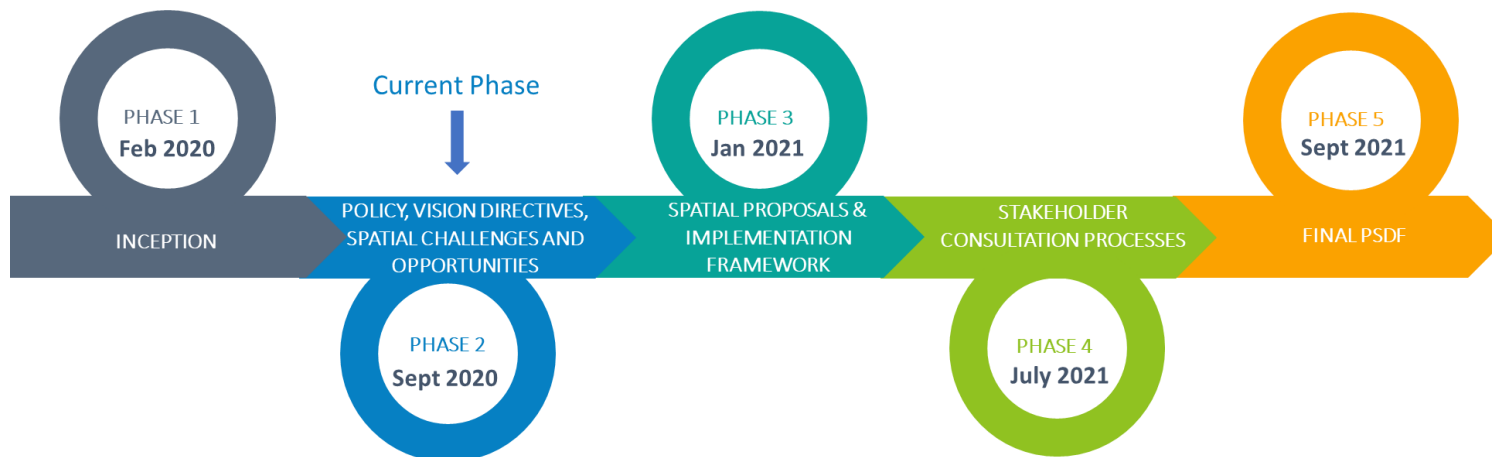 Current Phase
PHASE 1
Feb 2020
INCEPTION
POLICY, VISION DIRECTIVES,
SPATIAL CHALLENGES AND
OPPORTUNITIES
PHASE 2
Sept 2020
PHASE 3
Jan 2021
SPATIAL PROPOSALS &
IMPLEMENTATION
FRAMEWORK
STAKEHOLDER
CONSULTATION PROCESSES
PHASE 4
July 2021
PHASE 5
Sept 2021
FINAL PSDF